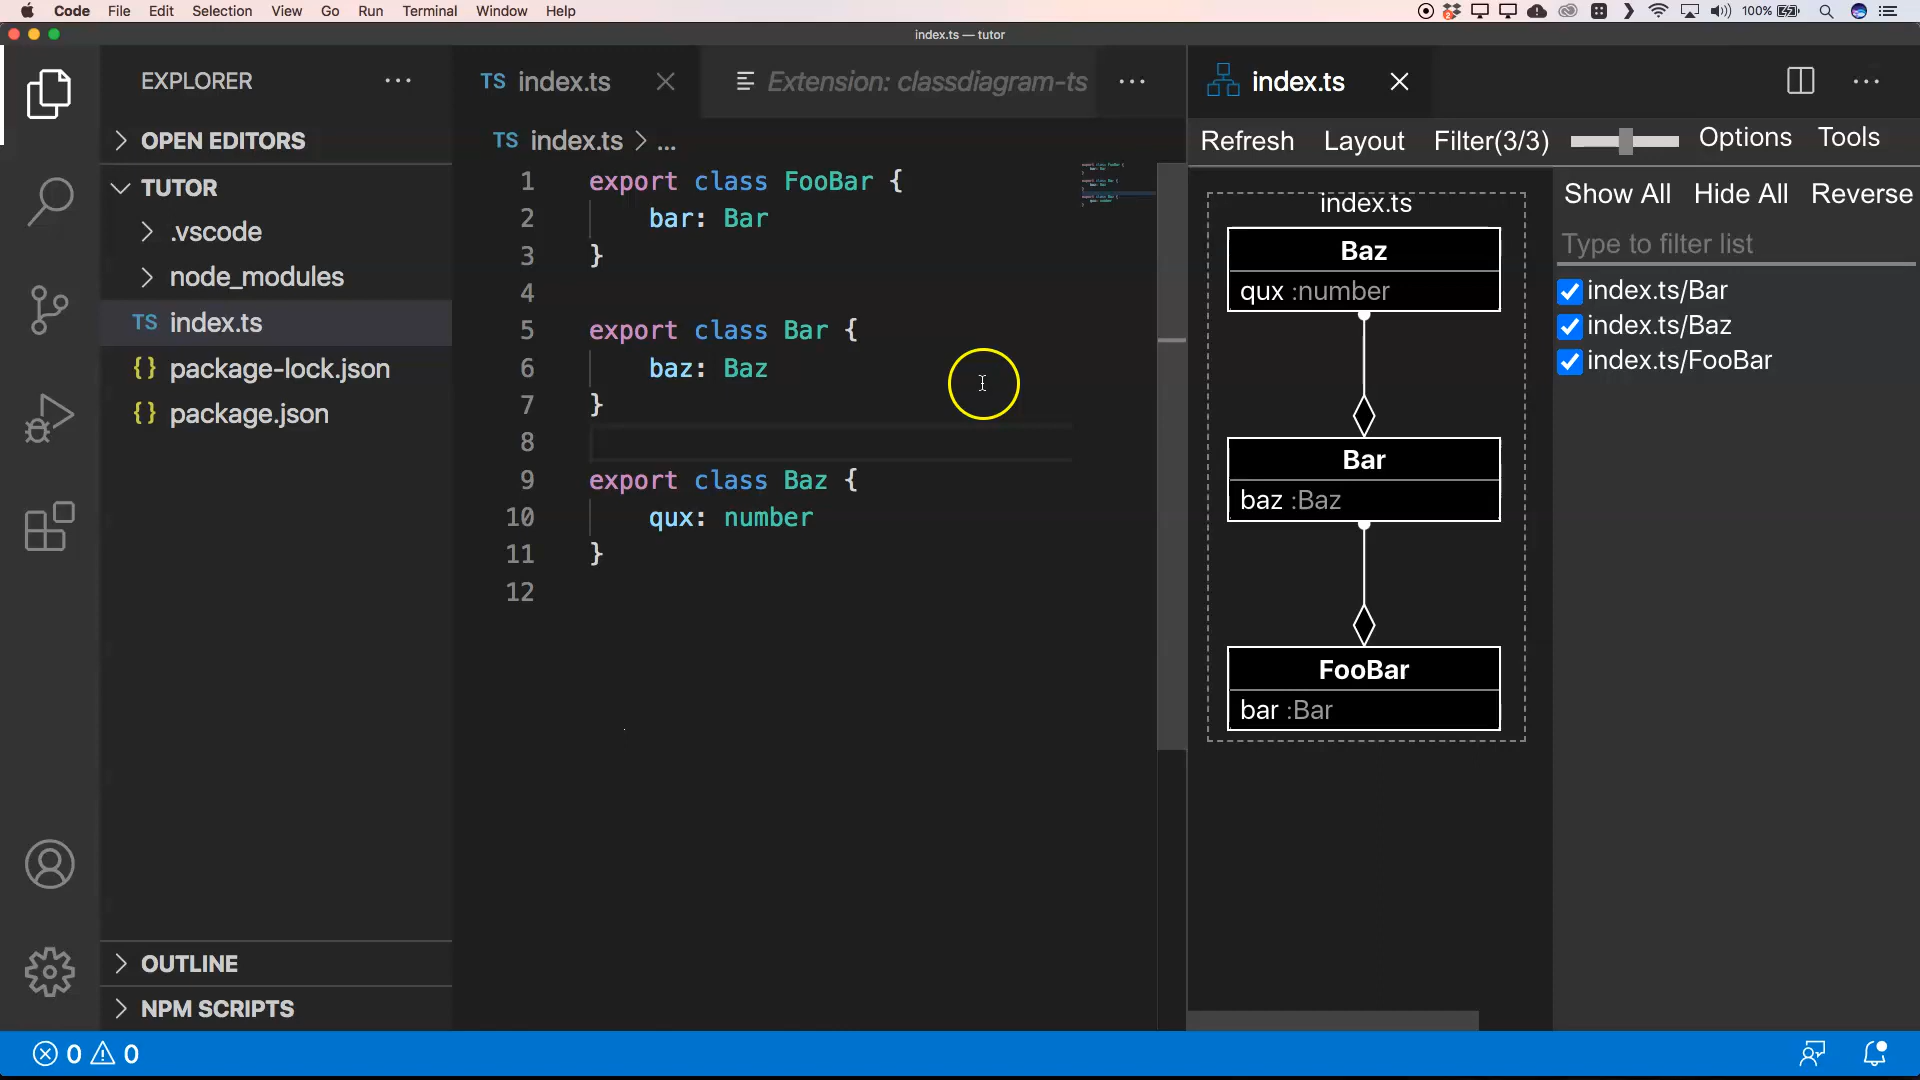 Code File Edit Selection View Go Run Terminal Window Help 100%
index.ts — tutor
EXPLORER
OPEN EDITORS
TUTOR
.vscode
node_modules
TS index.ts
{} package-lock.json
{} package.json
OUTLINE
NPM SCRIPTS
TS index.ts
Extension: classdiagram-ts
TS index.ts > ...
1 export class FooBar {
2 bar: Bar
3 }
4
5 export class Bar {
6 baz: Baz
7 }
8
9 export class Baz {
10 qux: number
11 }
12
index.ts
Refresh Layout Filter(3/3) Options Tools
index.ts
Baz
qux :number
Bar
baz :Baz
FooBar
bar :Bar
Show All Hide All Reverse
Type to filter list
index.ts/Bar
index.ts/Baz
index.ts/FooBar
0 0